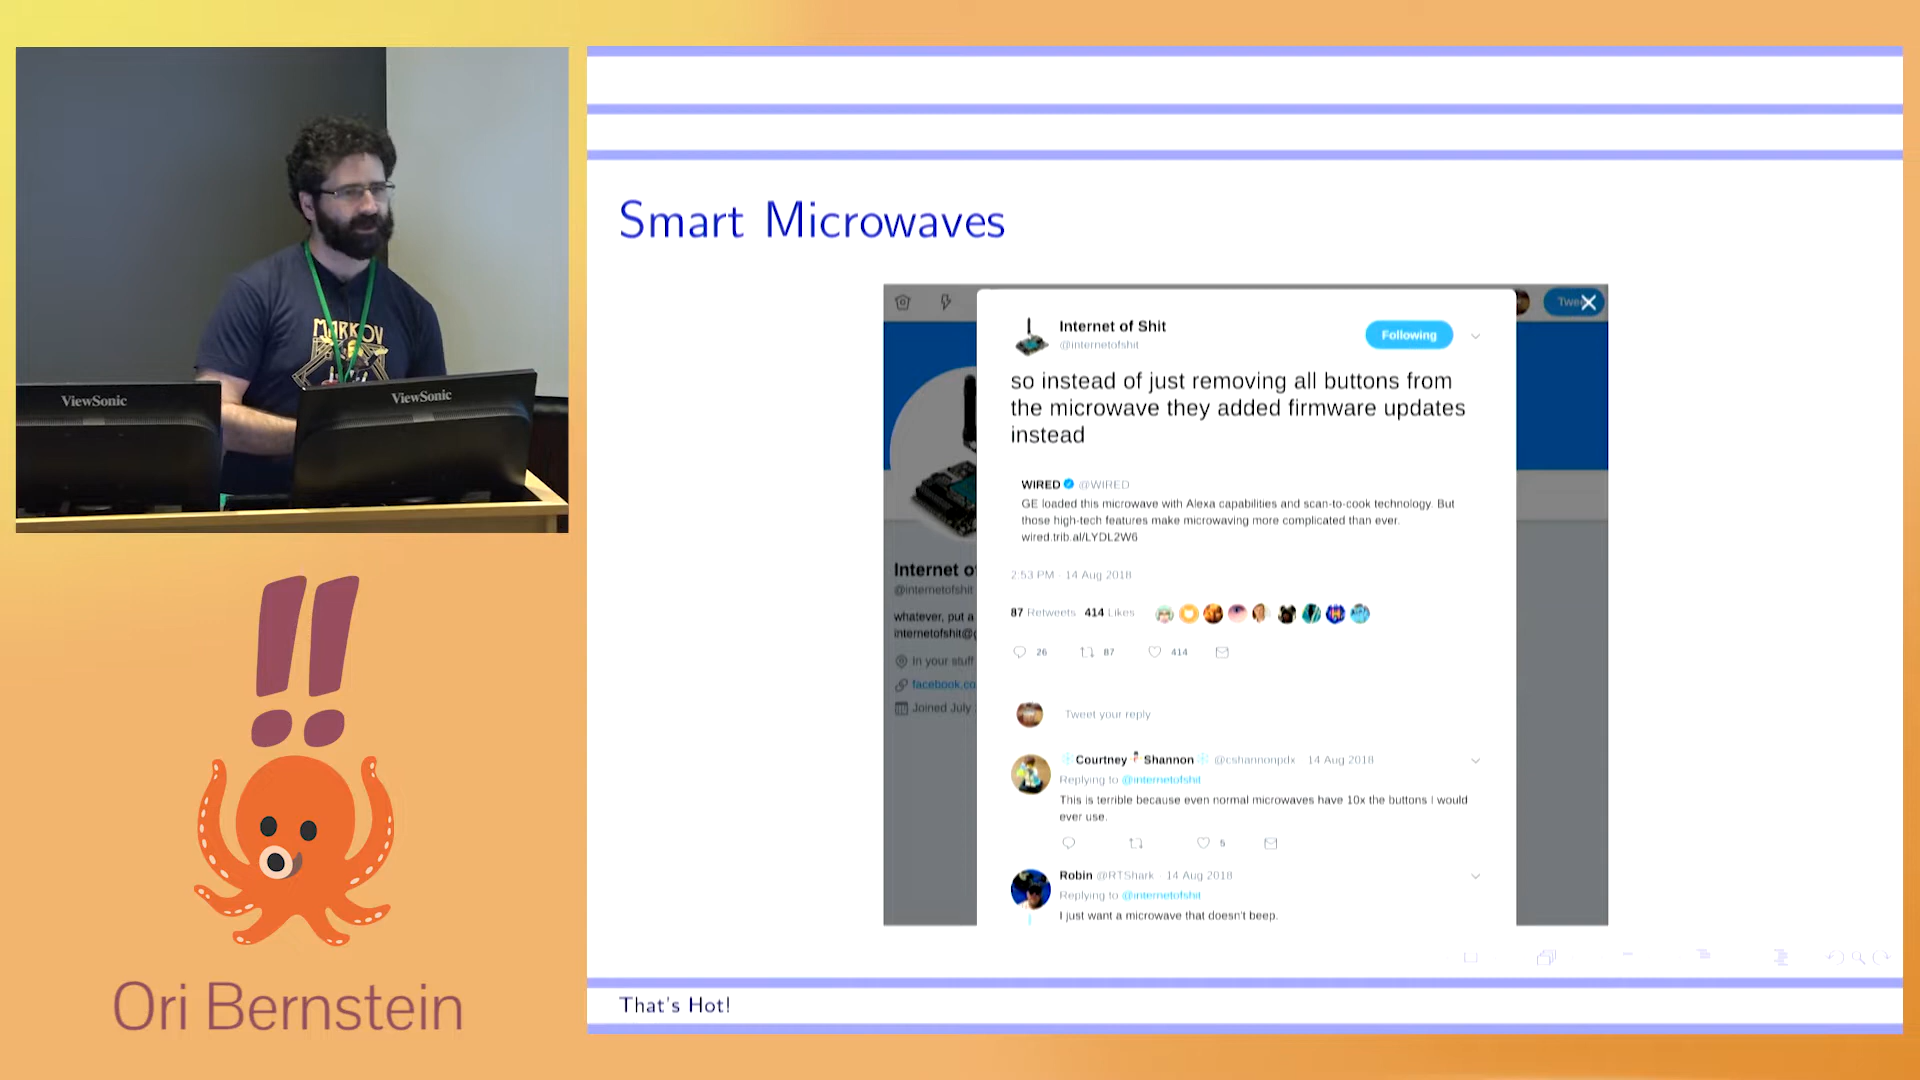 MARKOV
ViewSonic
ViewSonic
Ori Bernstein
Smart Microwaves
Twee
Internet of Shit
@internetofshit
Following
so instead of just removing all buttons from
the microwave they added firmware updates
instead
WIRED @WIRED
GE loaded this microwave with Alexa capabilities and scan-to-cook technology. But
those high-tech features make microwaving more complicated than ever.
wired.trib.al/LYDL2W6
2:53 PM · 14 Aug 2018
87 Retweets 414 Likes
26 87 414
Tweet your reply
Courtney Shannon @cshannonpdx · 14 Aug 2018
Replying to @internetofshit
This is terrible because even normal microwaves have 10x the buttons I would
ever use.
5
Robin @RTShark · 14 Aug 2018
Replying to @internetofshit
I just want a microwave that doesn't beep.
Internet o
@internetofshit
whatever, put a
internetofshit@g
In your stuff
facebook.co
Joined July
That's Hot!